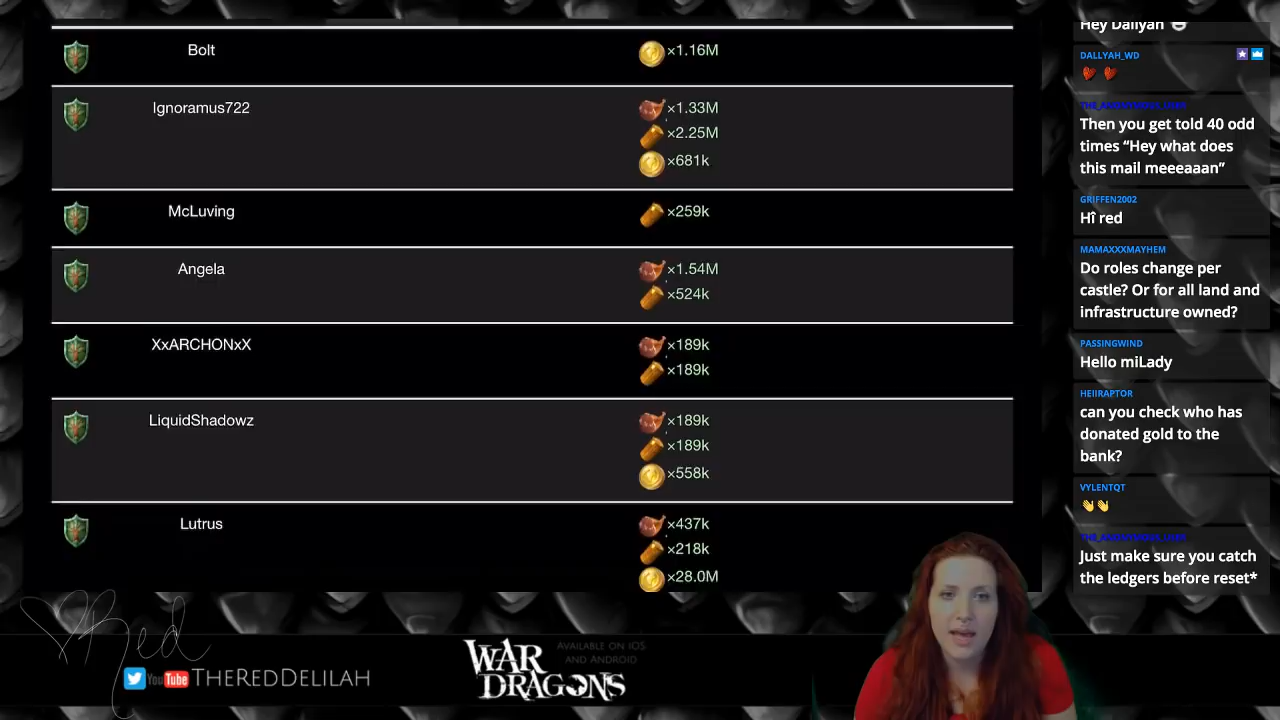 Bolt
×1.16M
Ignoramus722
×1.33M
×2.25M
×681k
McLuving
×259k
Angela
×1.54M
×524k
XxARCHONxX
×189k
×189k
LiquidShadowz
×189k
×189k
×558k
Lutrus
×437k
×218k
×28.0M
Hey Dallyah
DALLYAH_WD
Then you get told 40 odd
times “Hey what does
this mail meeeaaan”
GRIFFEN2002
Hî red
MAMAXXXMAYHEM
Do roles change per
castle? Or for all land and
infrastructure owned?
PASSINGWIND
Hello miLady
HEIIRAPTOR
can you check who has
donated gold to the
bank?
VYLENTQT
Just make sure you catch
the ledgers before reset*
Red
YouTube THEREDDELILAH
WAR
DRAGONS
AVAILABLE ON IOS
AND ANDROID